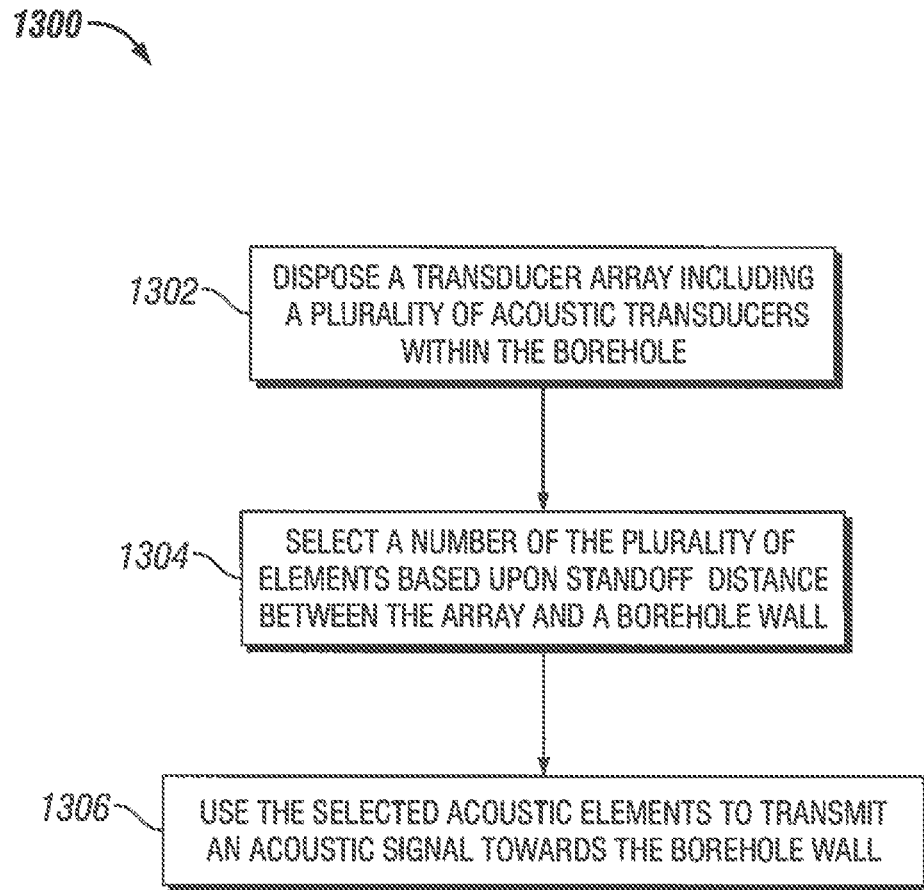 1300
1302
DISPOSE A TRANSDUCER ARRAY INCLUDING
A PLURALITY OF ACOUSTIC TRANSDUCERS
WITHIN THE BOREHOLE
1304
SELECT A NUMBER OF THE PLURALITY OF
ELEMENTS BASED UPON STANDOFF DISTANCE
BETWEEN THE ARRAY AND A BOREHOLE WALL
1306
USE THE SELECTED ACOUSTIC ELEMENTS TO TRANSMIT
AN ACOUSTIC SIGNAL TOWARDS THE BOREHOLE WALL